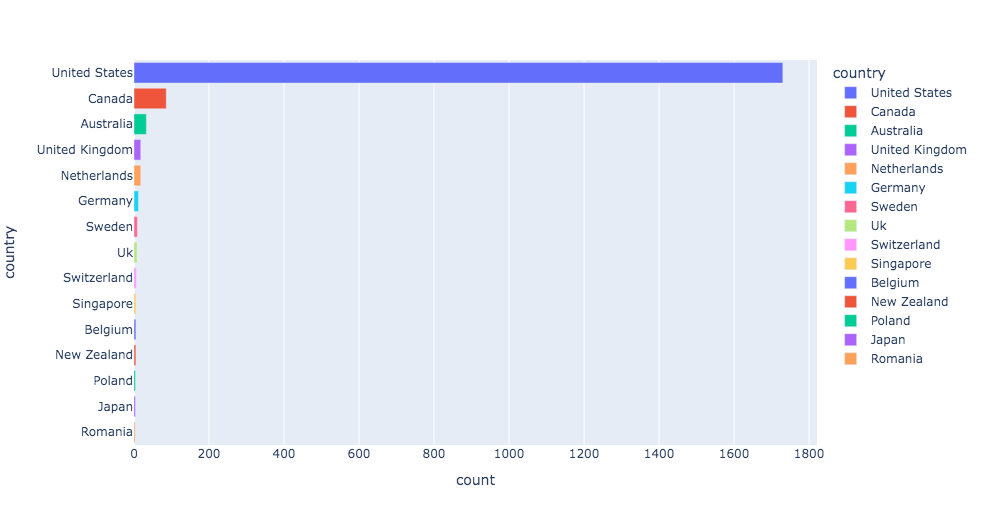 United States
Canada
Australia
United Kingdom
Netherlands
Germany
Sweden
Uk
Switzerland
Singapore
Belgium
New Zealand
Poland
Japan
Romania
country
0 200 400 600 800 1000 1200 1400 1600 1800
count
country
United States
Canada
Australia
United Kingdom
Netherlands
Germany
Sweden
Uk
Switzerland
Singapore
Belgium
New Zealand
Poland
Japan
Romania